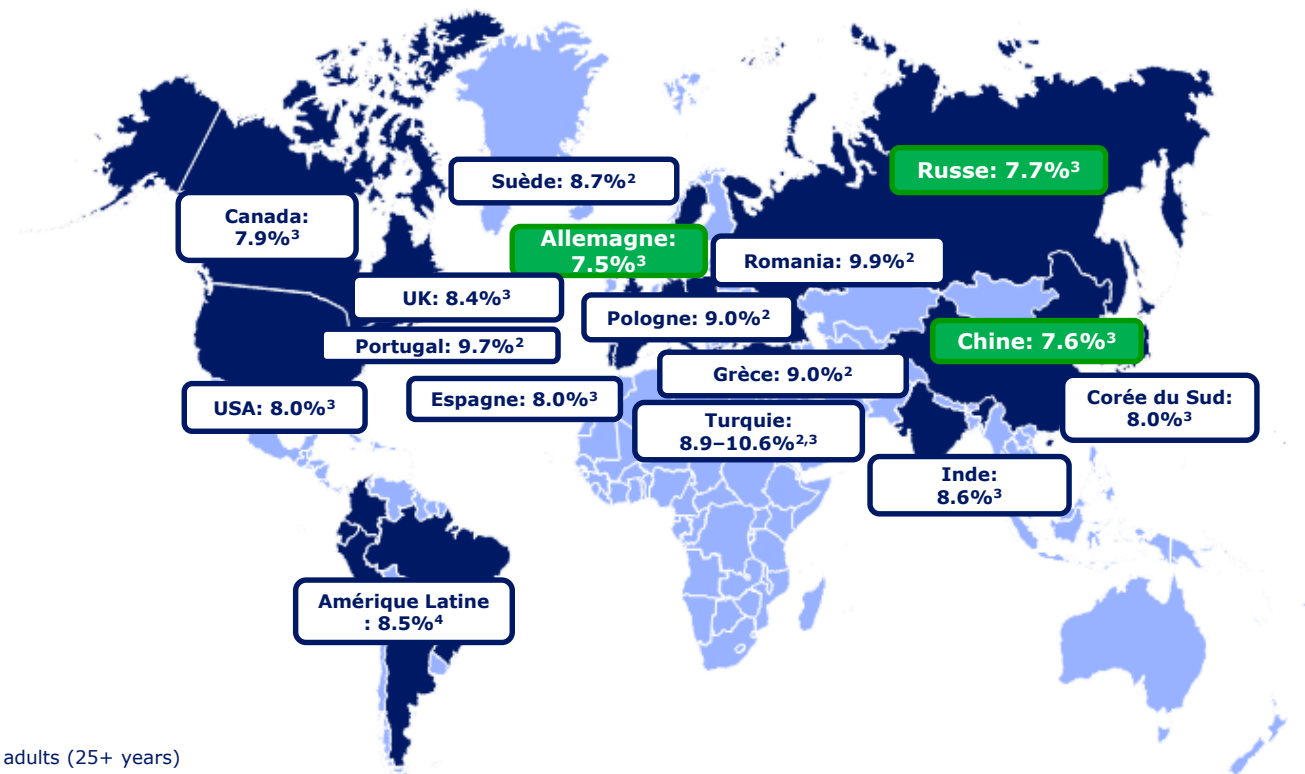 Suède: 8.7%²
Russe: 7.7%³
Canada:
7.9%³
Allemagne:
7.5%³
Romania: 9.9%²
UK: 8.4%³
Pologne: 9.0%²
Portugal: 9.7%²
Chine: 7.6%³
Grèce: 9.0%²
USA: 8.0%³
Espagne: 8.0%³
Corée du Sud:
8.0%³
Turquie:
8.9–10.6%²,³
Inde:
8.6%³
Amérique Latine
: 8.5%⁴
adults (25+ years)